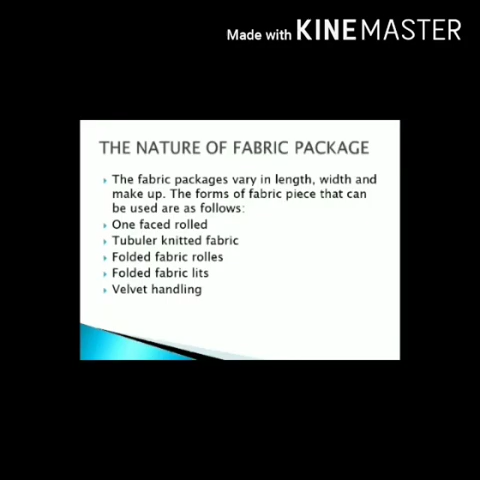 Made with KINEMASTER
THE NATURE OF FABRIC PACKAGE
The fabric packages vary in length, width and
make up. The forms of fabric piece that can
be used are as follows:
One faced rolled
Tubuler knitted fabric
Folded fabric rolles
Folded fabric lits
Velvet handling